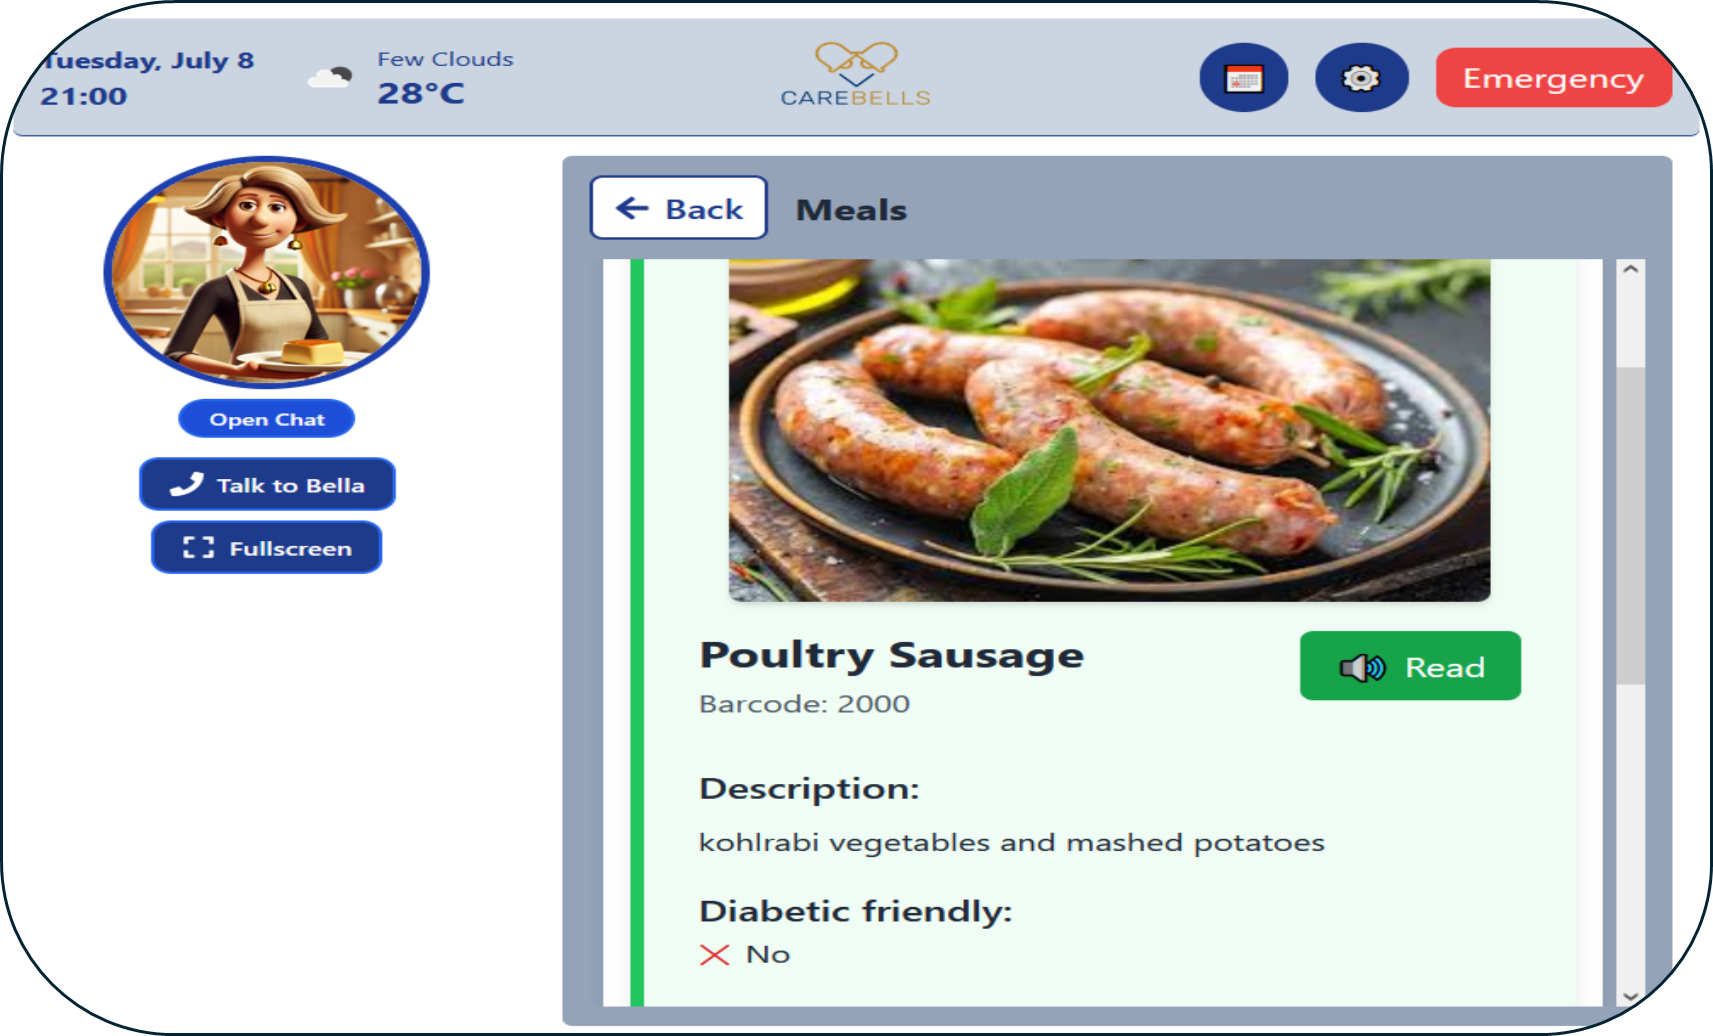 Tuesday, July 8
21:00
Few Clouds
28°C
CAREBELLS
Emergency
Open Chat
Talk to Bella
Fullscreen
Back
Meals
Poultry Sausage
Read
Barcode: 2000
Description:
kohlrabi vegetables and mashed potatoes
Diabetic friendly:
No